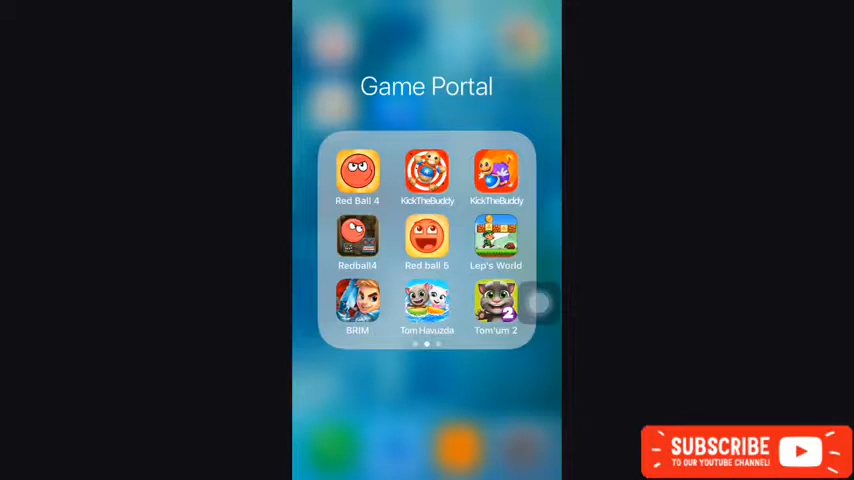 Game Portal
Red Ball 4
KickTheBuddy
KickTheBuddy
Redball4
Red ball 5
Lep's World
BRIM
Tom Havuzda
2
Tom'um 2
SUBSCRIBE
TO OUR YOUTUBE CHANNEL!